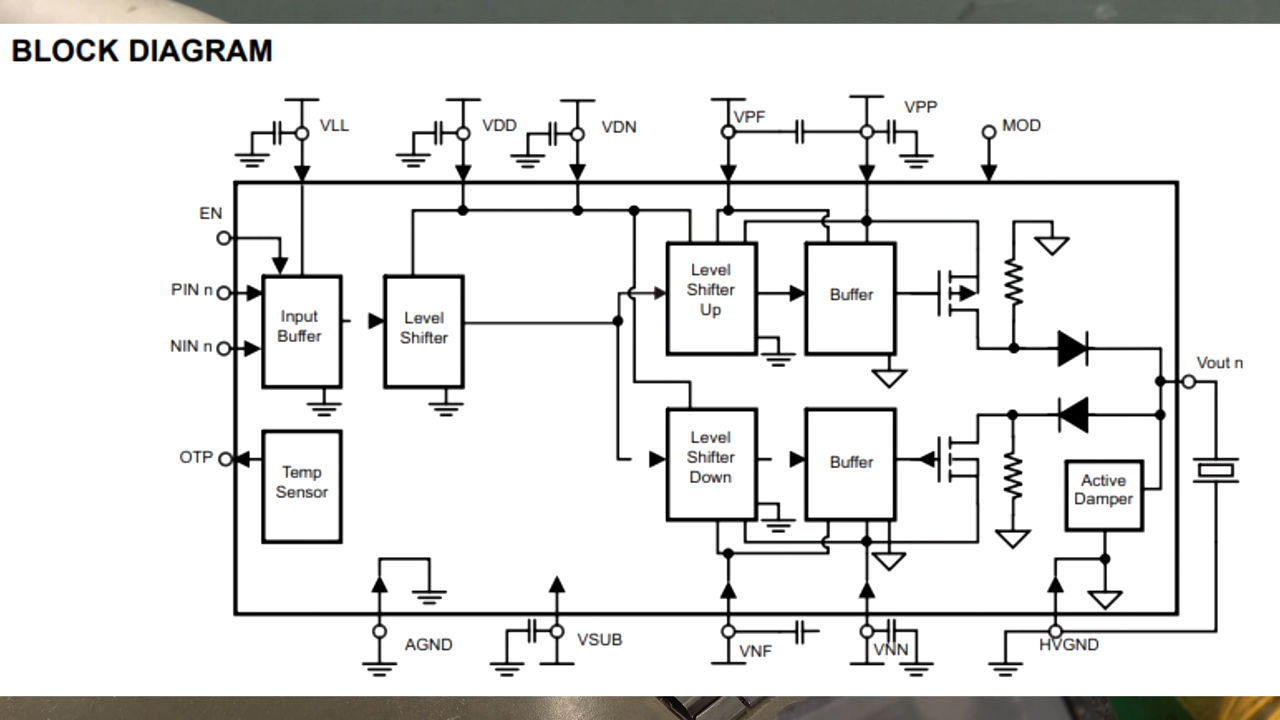 BLOCK DIAGRAM
VLL
VDD
VDN
VPF
VPP
MOD
EN
PIN n
NIN n
OTP
Input
Buffer
Level
Shifter
Level
Shifter
Up
Buffer
Temp
Sensor
Level
Shifter
Down
Buffer
Active
Damper
Vout n
AGND
VSUB
VNF
VNN
HVGND